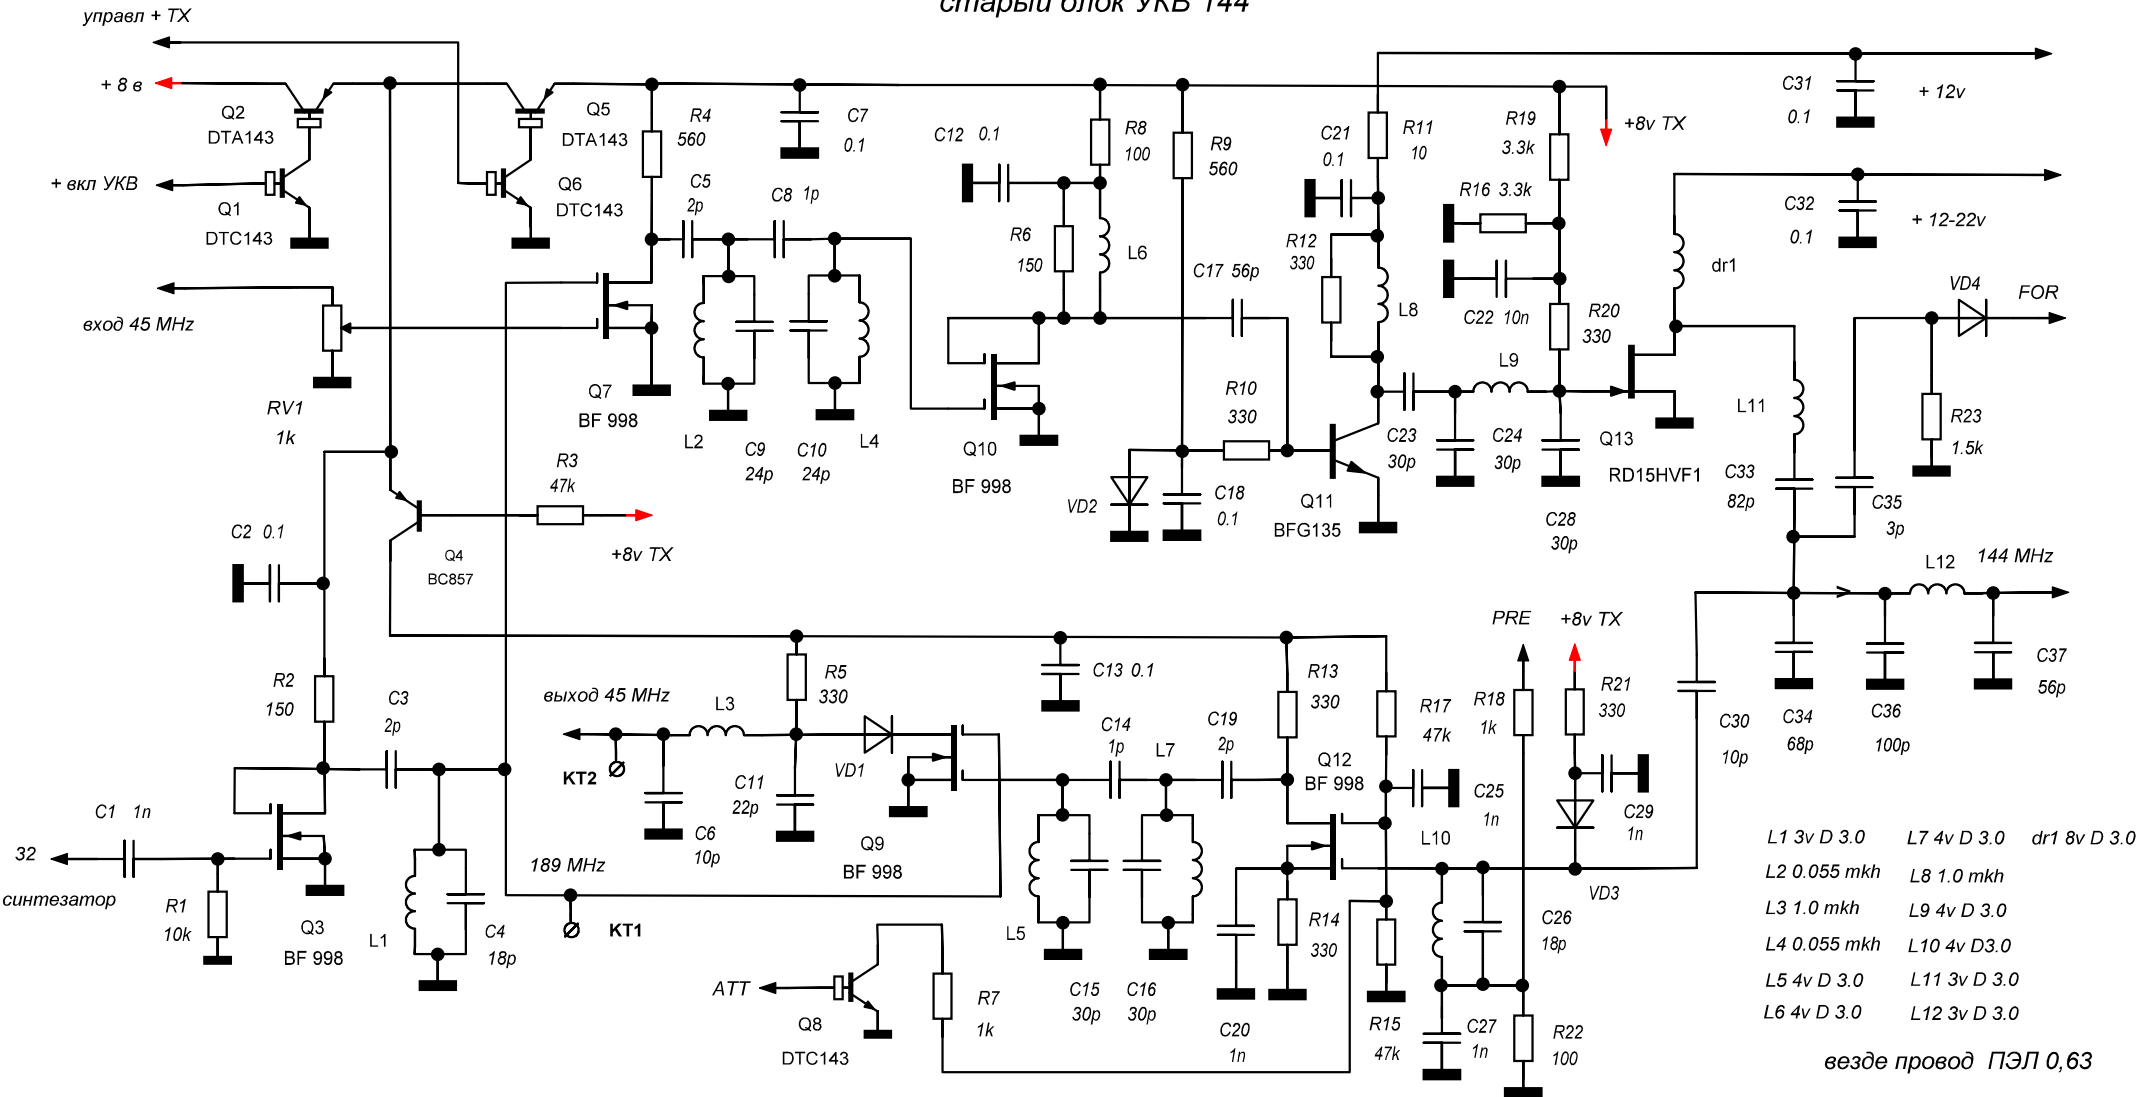 старый блок УКВ 144
управл + TX
+ 8 в
Q2
DTA143
+ вкл УКВ
Q1
DTC143
Q5
DTA143
Q6
DTC143
R4
560
C7
0.1
C5
2p
C8 1p
C12 0.1
R8
100
R9
560
R6
150
L6
C17 56p
C21
0.1
R11
10
R12
330
L8
R19
3.3k
R16 3.3k
C22 10n
R20
330
L9
+8v TX
C31
0.1
+ 12v
C32
0.1
+ 12-22v
dr1
VD4
FOR
L11
R23
1.5k
C33
82p
C35
3p
вход 45 MHz
RV1
1k
Q7
BF 998
L2
C9
24p
C10
24p
L4
Q10
BF 998
R10
330
VD2
C18
0.1
Q11
BFG135
C23
30p
C24
30p
C28
30p
Q13
RD15HVF1
R3
47k
+8v TX
Q4
BC857
C2 0.1
R2
150
C3
2p
C1 1n
32
синтезатор
R1
10k
Q3
BF 998
L1
C4
18p
189 MHz
KT1
выход 45 MHz
KT2
L3
C6
10p
R5
330
C11
22p
VD1
Q9
BF 998
C13 0.1
C14
1p
L7
C19
2p
R13
330
Q12
BF 998
R17
47k
C25
1n
L5
C15
30p
C16
30p
C20
1n
R14
330
R15
47k
ATT
Q8
DTC143
R7
1k
PRE
+8v TX
R18
1k
R21
330
C29
1n
VD3
L10
C26
18p
C27
1n
R22
100
C30
10p
C34
68p
C36
100p
L12
144 MHz
C37
56p
L1 3v D 3.0 L7 4v D 3.0 dr1 8v D 3.0
L2 0.055 mkh L8 1.0 mkh
L3 1.0 mkh L9 4v D 3.0
L4 0.055 mkh L10 4v D3.0
L5 4v D 3.0 L11 3v D 3.0
L6 4v D 3.0 L12 3v D 3.0
везде провод ПЭЛ 0,63